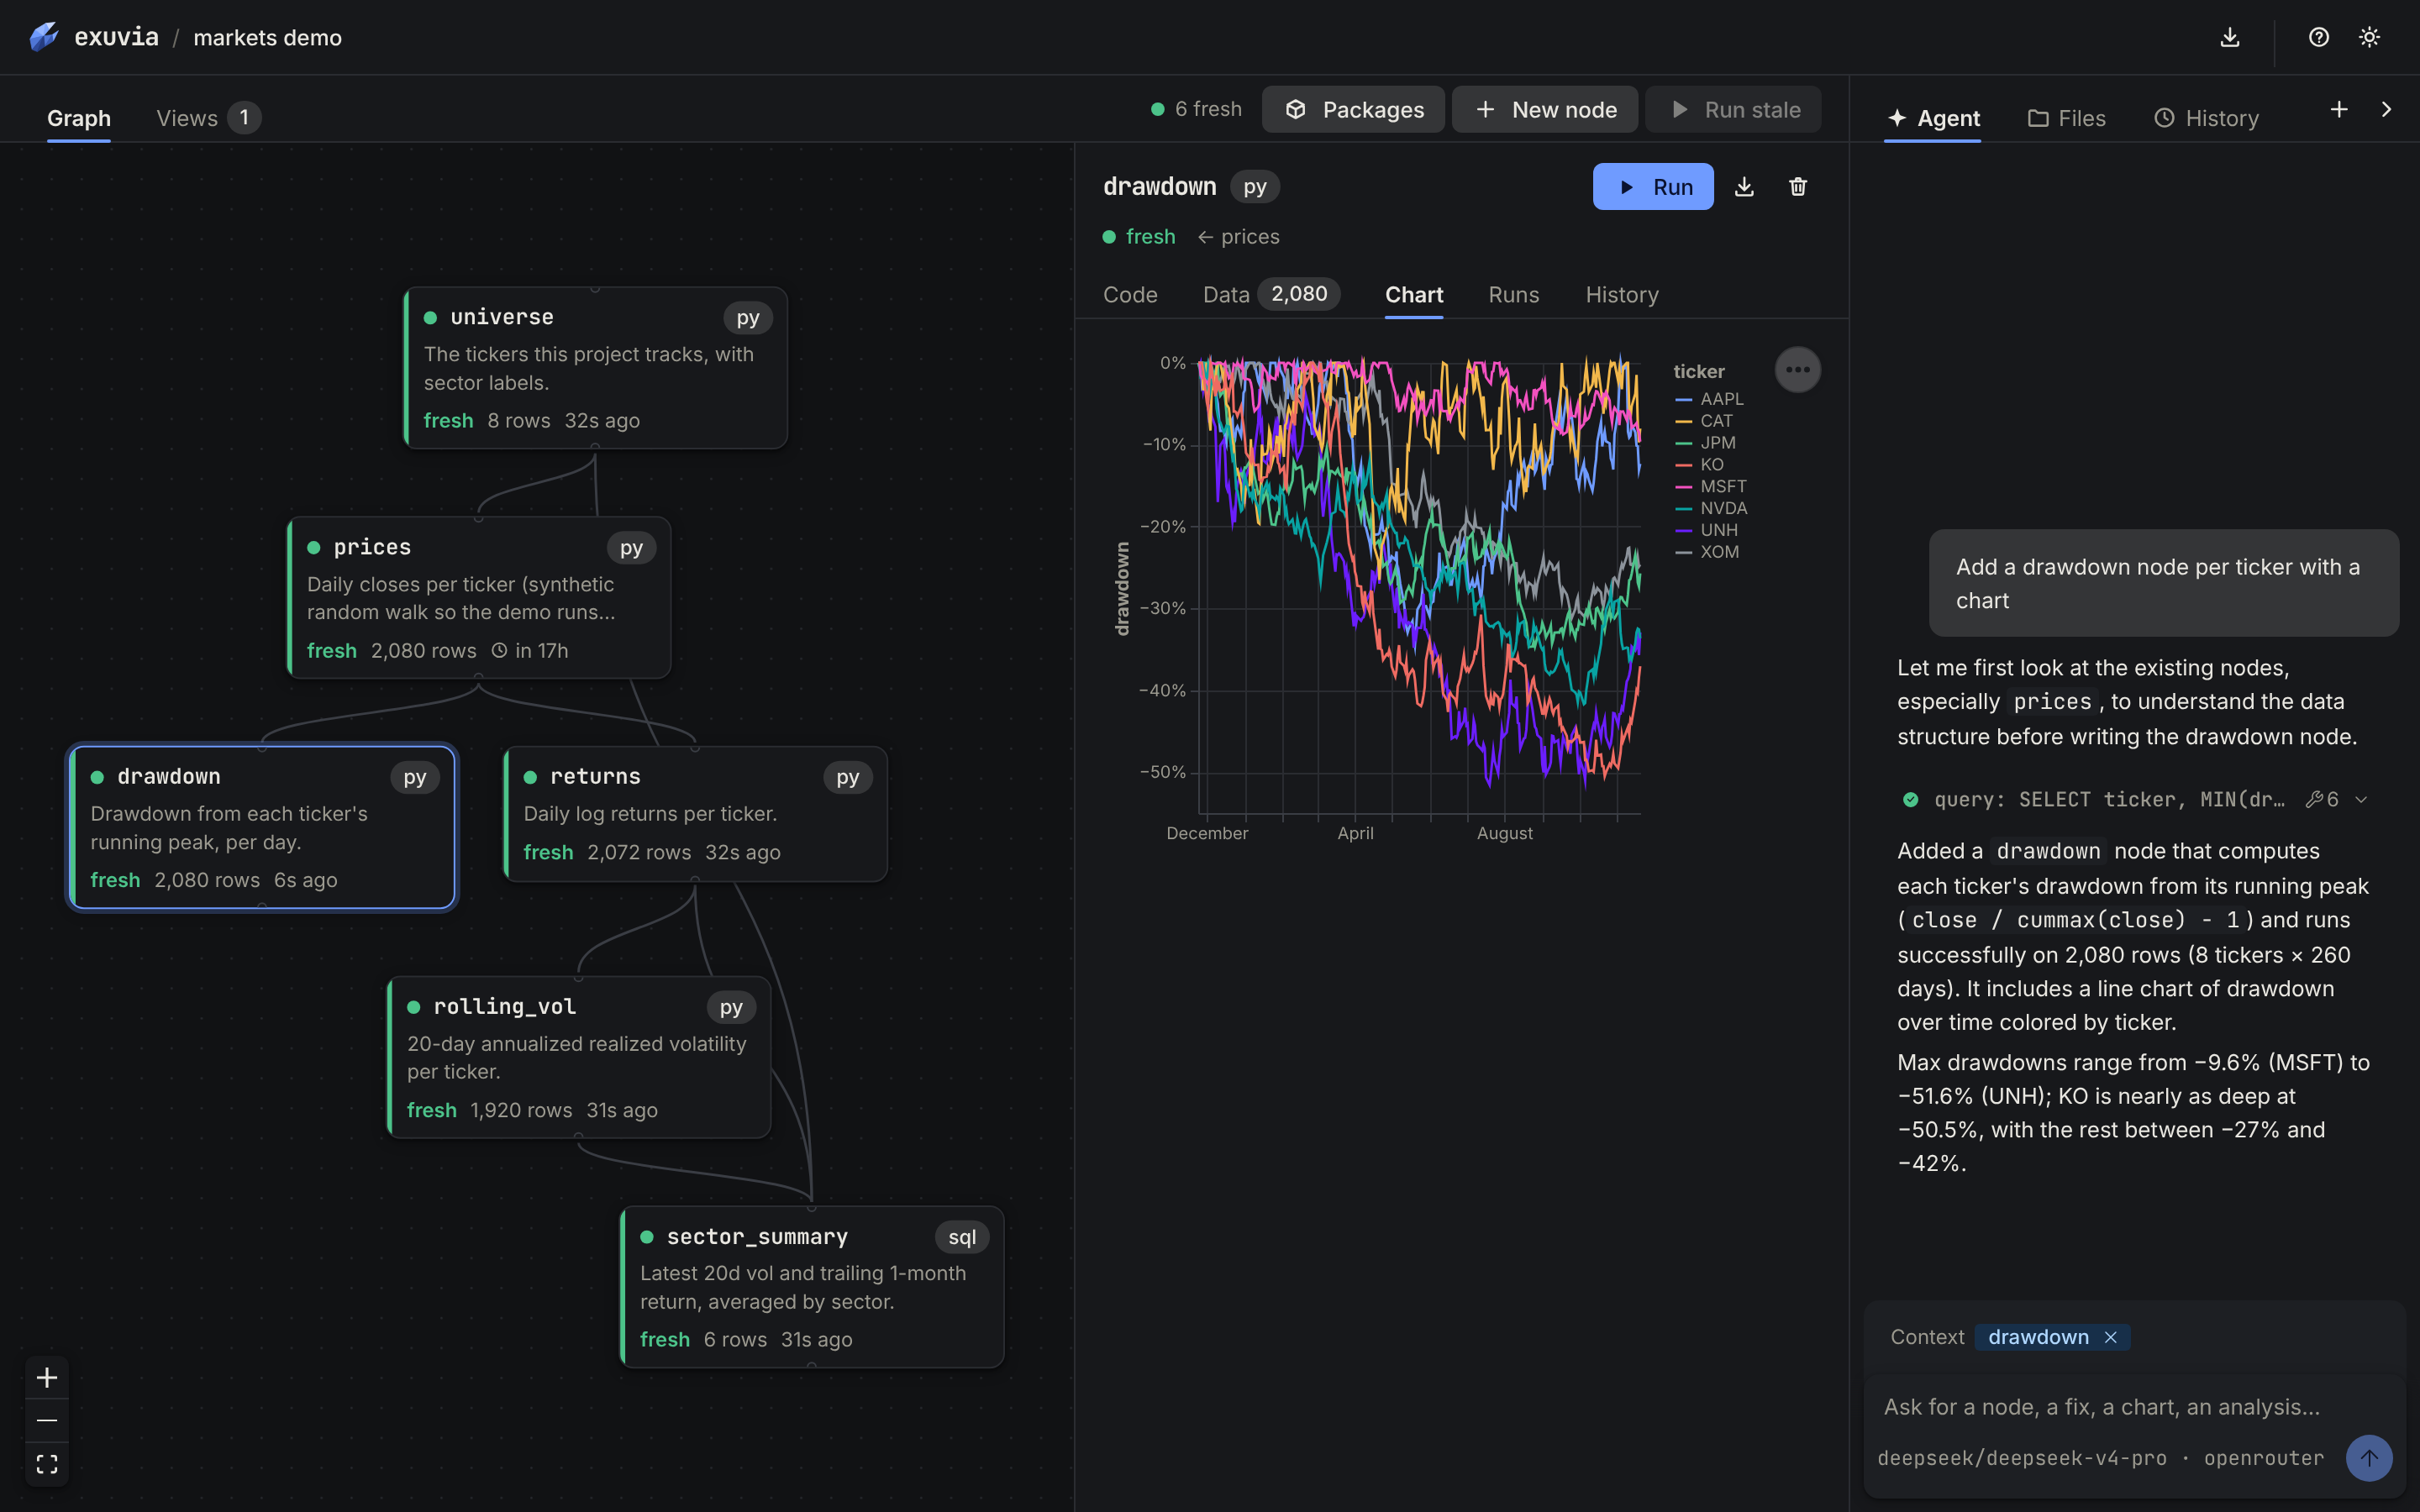 exuvia / markets demo
Graph
Views 1
6 fresh
Packages
New node
Run stale
Agent
Files
History
universe
py
The tickers this project tracks, with
sector labels.
fresh 8 rows 32s ago
prices
py
Daily closes per ticker (synthetic
random walk so the demo runs...
fresh 2,080 rows in 17h
drawdown
py
Drawdown from each ticker's
running peak, per day.
fresh 2,080 rows 6s ago
returns
py
Daily log returns per ticker.
fresh 2,072 rows 32s ago
rolling_vol
py
20-day annualized realized volatility
per ticker.
fresh 1,920 rows 31s ago
sector_summary
sql
Latest 20d vol and trailing 1-month
return, averaged by sector.
fresh 6 rows 31s ago
drawdown py
Run
fresh ← prices
Code
Data 2,080
Chart
Runs
History
0%
−10%
−20%
−30%
−40%
−50%
drawdown
December
April
August
ticker
AAPL
CAT
JPM
KO
MSFT
NVDA
UNH
XOM
Add a drawdown node per ticker with a
chart
Let me first look at the existing nodes,
especially prices, to understand the data
structure before writing the drawdown node.
query: SELECT ticker, MIN(dr… 6
Added a drawdown node that computes
each ticker's drawdown from its running peak
(close / cummax(close) - 1) and runs
successfully on 2,080 rows (8 tickers × 260
days). It includes a line chart of drawdown
over time colored by ticker.
Max drawdowns range from −9.6% (MSFT) to
−51.6% (UNH); KO is nearly as deep at
−50.5%, with the rest between −27% and
−42%.
Context drawdown ×
Ask for a node, a fix, a chart, an analysis...
deepseek/deepseek-v4-pro · openrouter